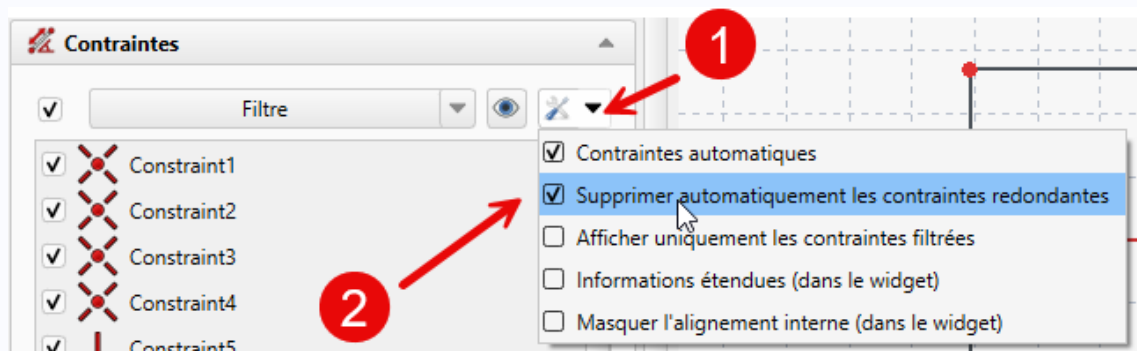 Contraintes
1
Filtre
Contraintes automatiques
Constraint1
Supprimer automatiquement les contraintes redondantes
Constraint2
Afficher uniquement les contraintes filtrées
Constraint3
Informations étendues (dans le widget)
Constraint4
2
Masquer l'alignement interne (dans le widget)
Constraint5